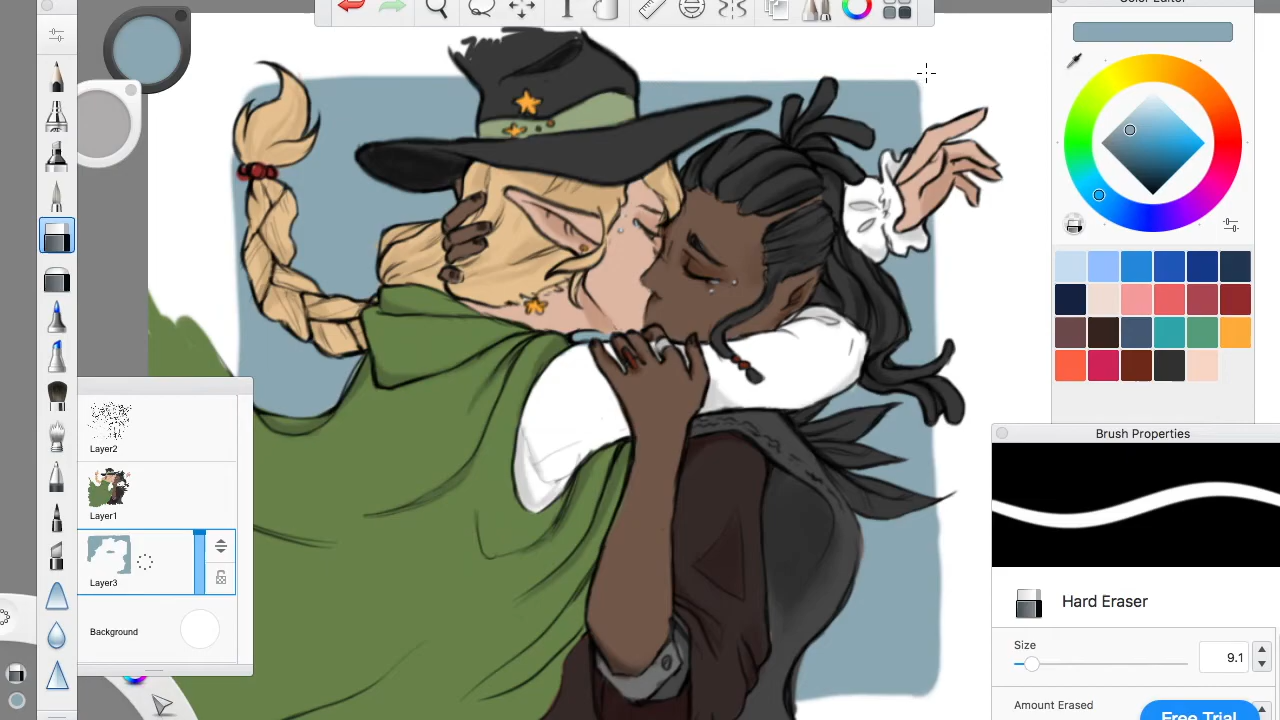 Color Editor
Layer2
Layer1
Layer3
Background
Brush Properties
Hard Eraser
Size
9.1
Amount Erased
Free Trial